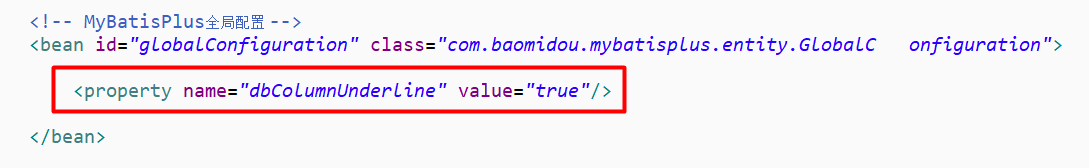 <!-- MyBatisPlus全局配置 -->
<bean id="globalConfiguration" class="com.baomidou.mybatisplus.entity.GlobalC onfiguration">
<property name="dbColumnUnderline" value="true"/>
</bean>